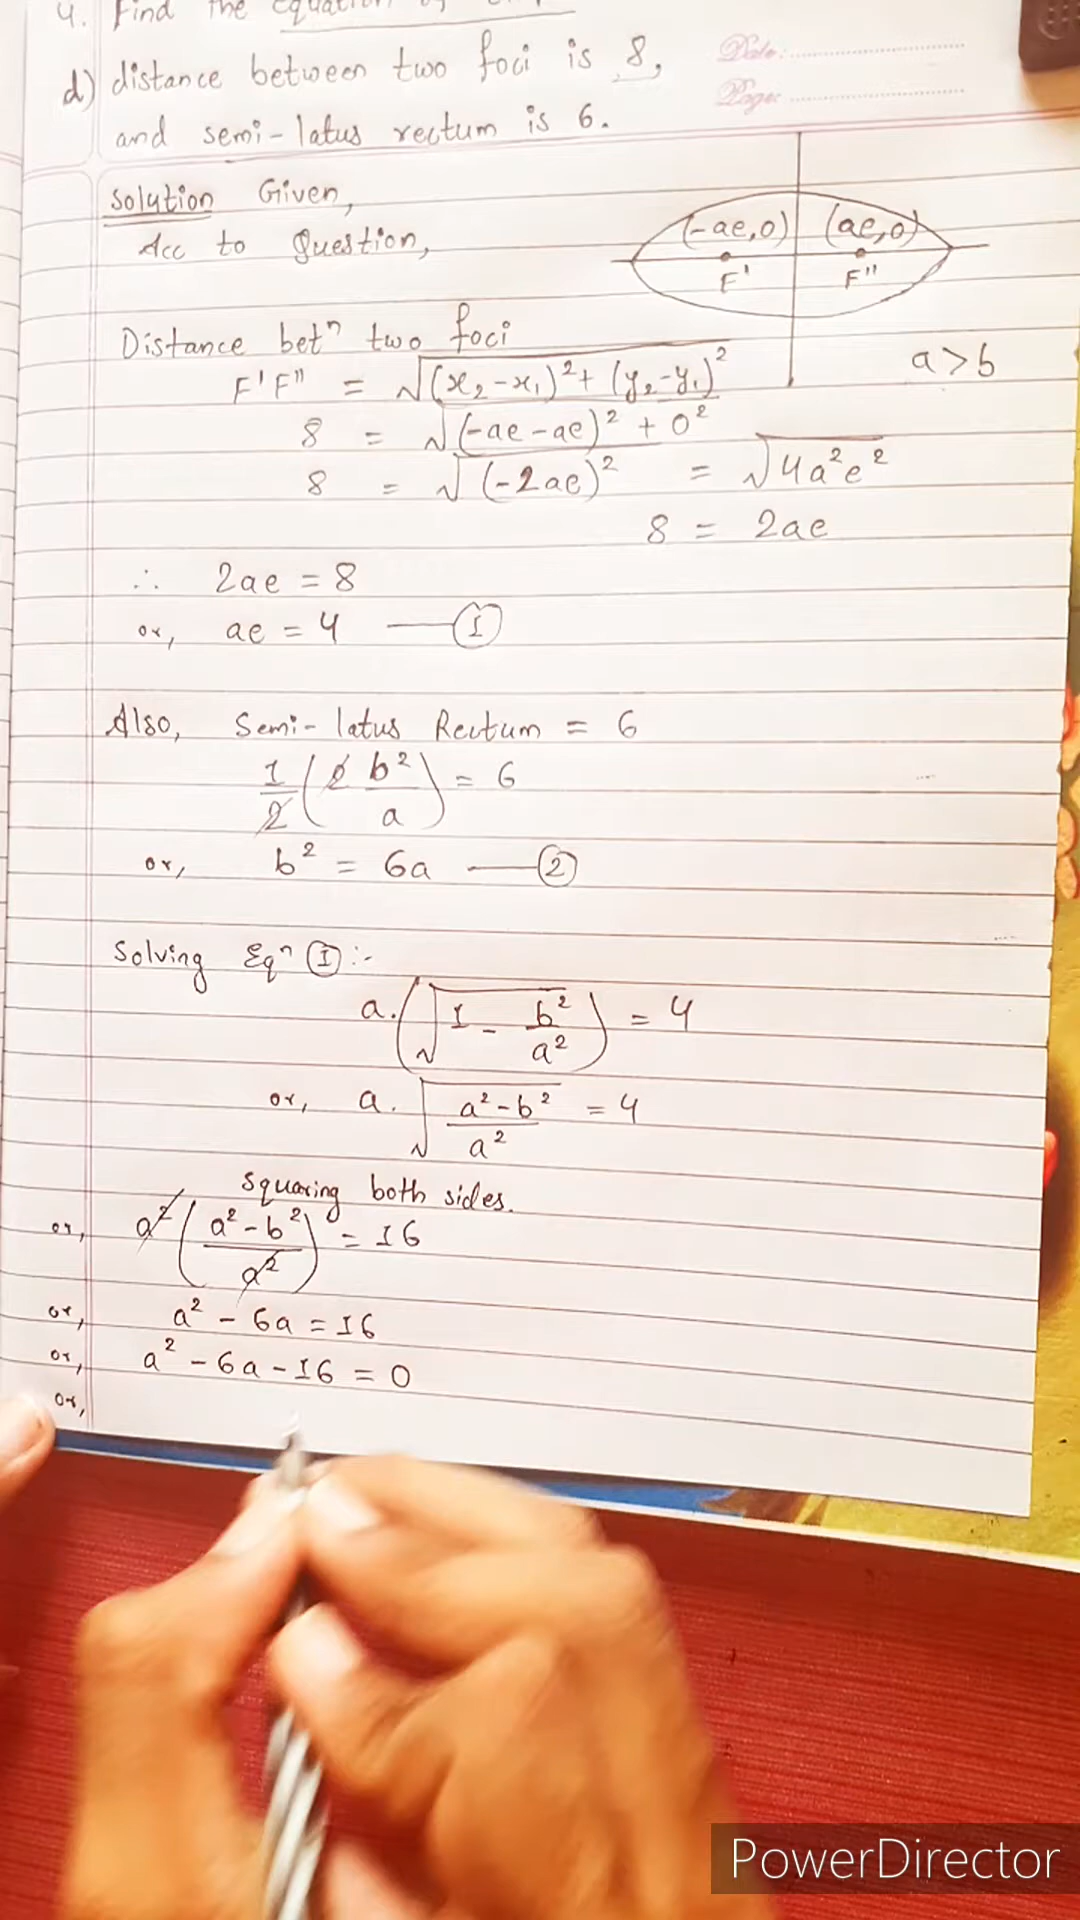 4. Find the equation of
d) distance between two foci is 8,
and semi-latus rectum is 6.
Date:
Page:
Solution Given,
Acc to Question,
(-ae,0) (ae,0)
F' F"
a>b
Distance betⁿ two foci
F'F" = √(x₂-x₁)²+(y₂-y₁)²
8 = √(-ae-ae)²+0²
8 = √(-2ae)² = √4a²e²
8 = 2ae
∴ 2ae = 8
or, ae = 4 —①
Also, Semi-latus Rectum = 6
1/2 (2 b²/a) = 6
or, b² = 6a —②
Solving Eqⁿ ① :-
a.(√1 - b²/a²) = 4
or, a. √a²-b²/a² = 4
squaring both sides.
or, a² (a²-b²/a²) = 16
or, a² - 6a = 16
or, a² - 6a - 16 = 0
or,
PowerDirector